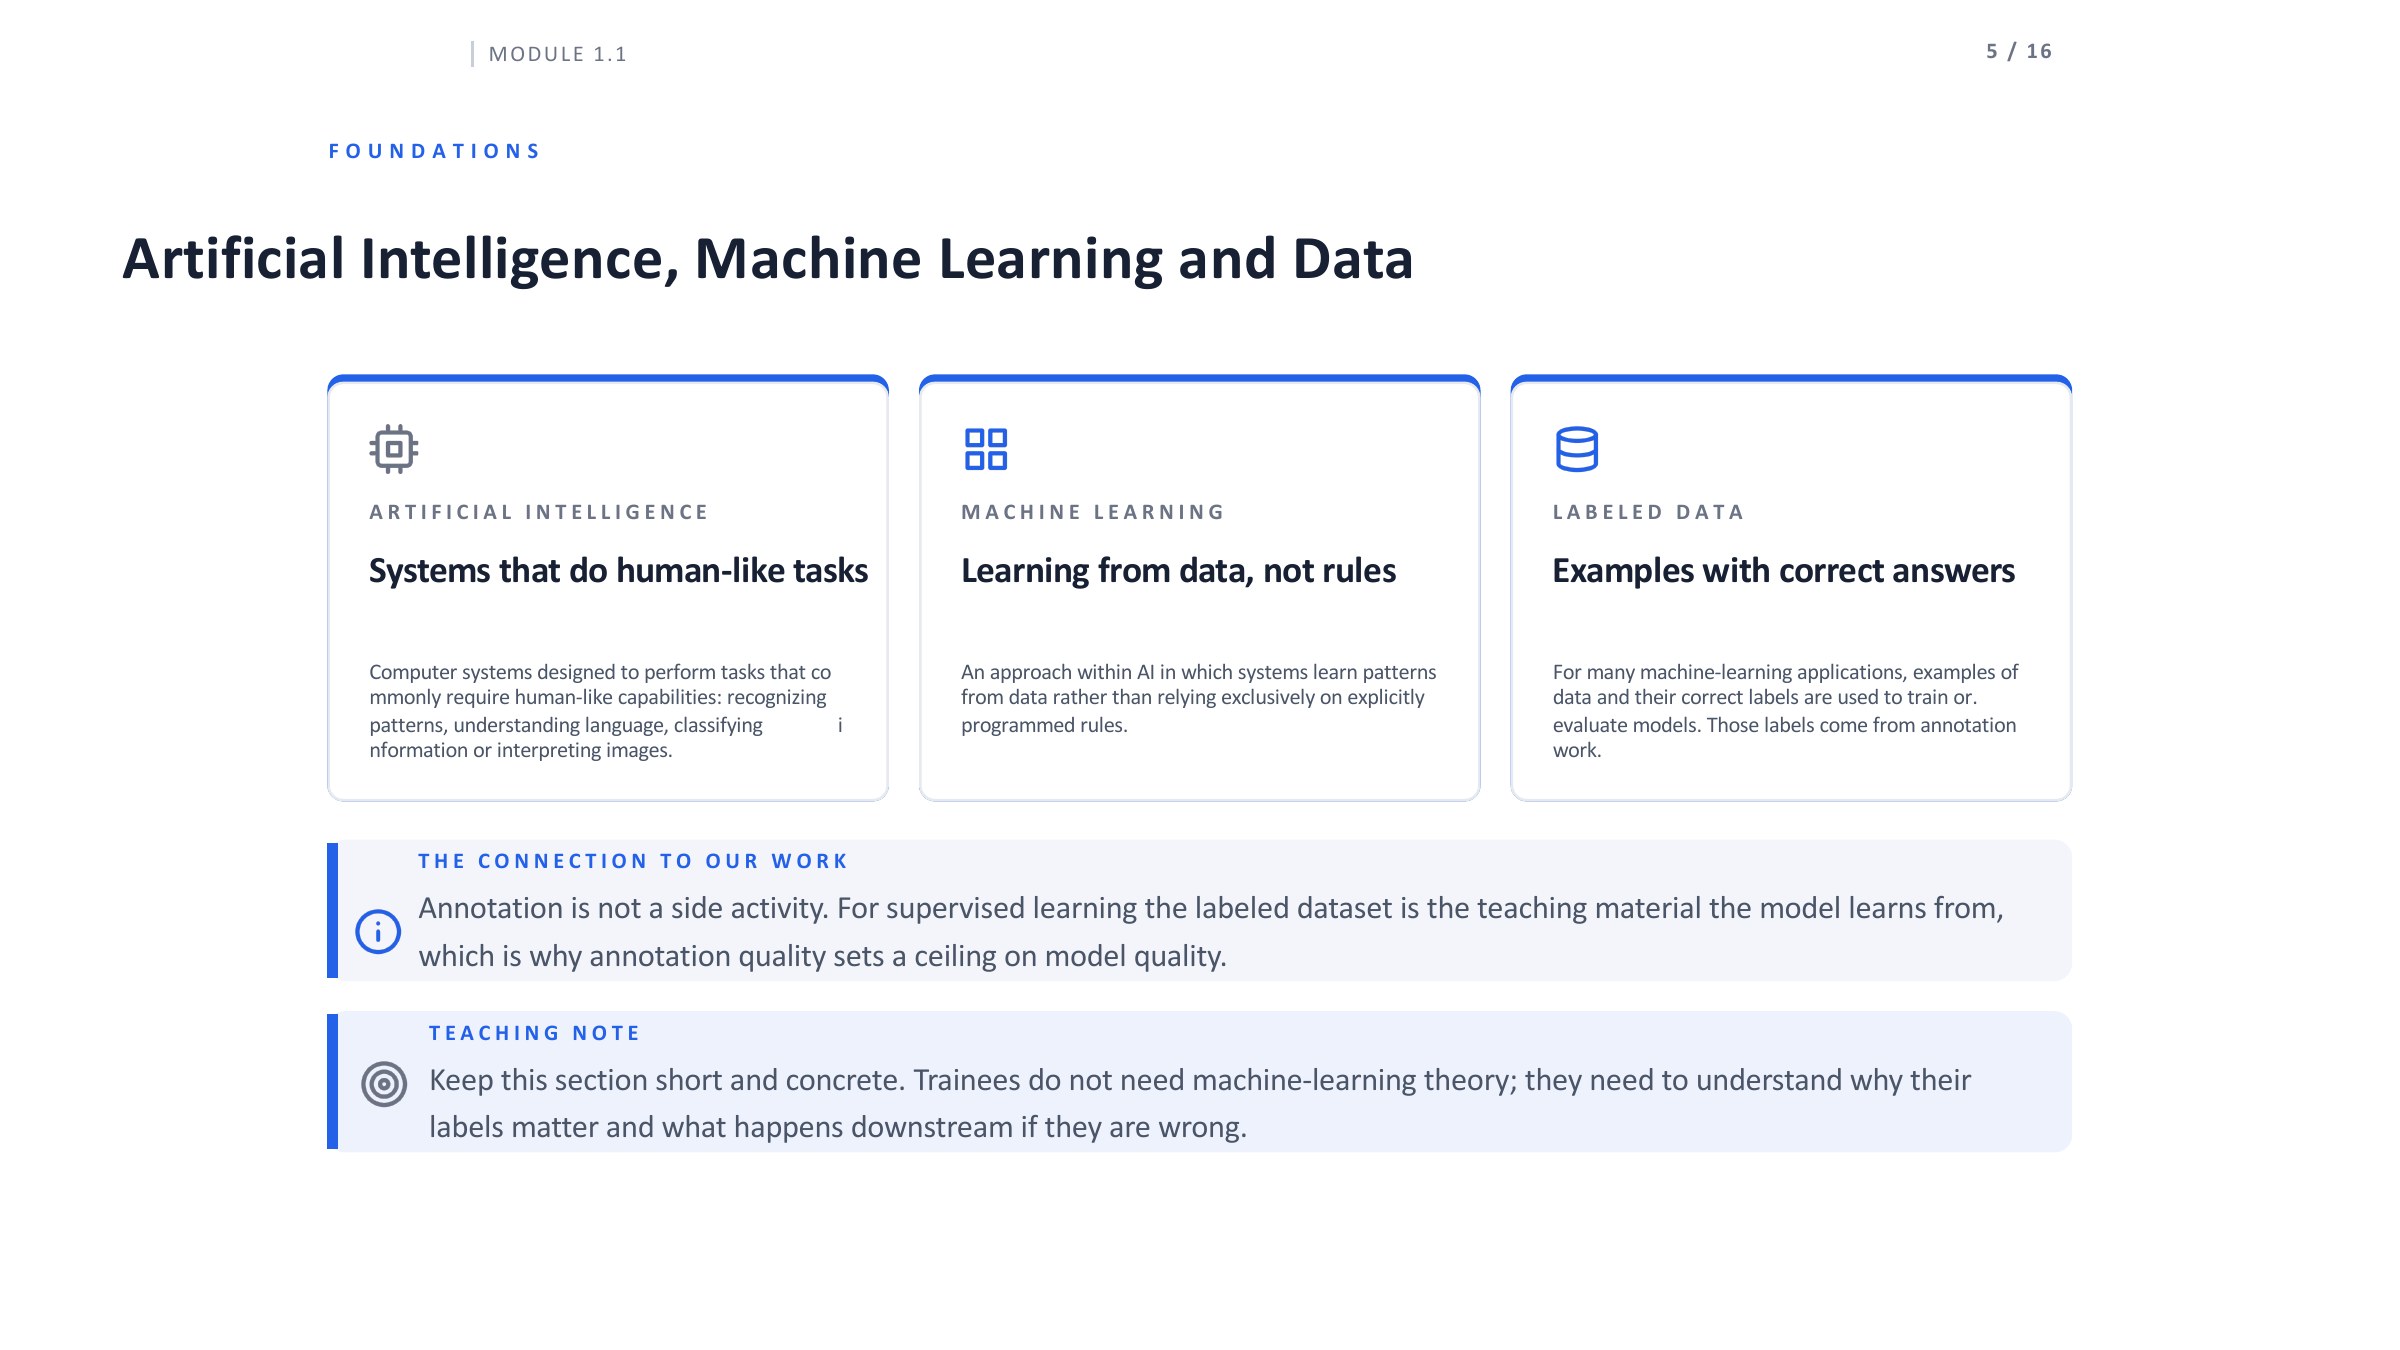 MODULE 1.1
5 / 16
FOUNDATIONS
Artificial Intelligence, Machine Learning and Data
ARTIFICIAL INTELLIGENCE
Systems that do human-like tasks
Computer systems designed to perform tasks that co
mmonly require human-like capabilities: recognizing
patterns, understanding language, classifying i
nformation or interpreting images.
MACHINE LEARNING
Learning from data, not rules
An approach within AI in which systems learn patterns
from data rather than relying exclusively on explicitly
programmed rules.
LABELED DATA
Examples with correct answers
For many machine-learning applications, examples of
data and their correct labels are used to train or.
evaluate models. Those labels come from annotation
work.
THE CONNECTION TO OUR WORK
Annotation is not a side activity. For supervised learning the labeled dataset is the teaching material the model learns from,
which is why annotation quality sets a ceiling on model quality.
TEACHING NOTE
Keep this section short and concrete. Trainees do not need machine-learning theory; they need to understand why their
labels matter and what happens downstream if they are wrong.